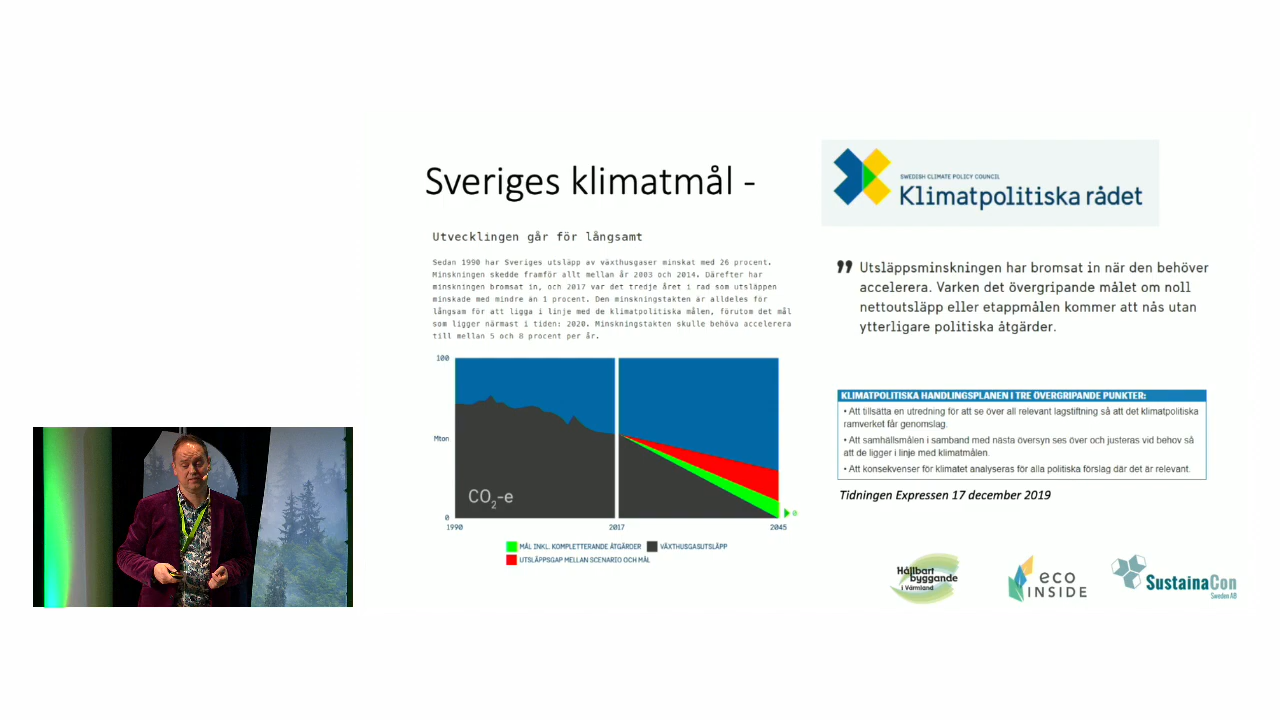 Sveriges klimatmål -
Utvecklingen går för långsamt
Sedan 1990 har Sveriges utsläpp av växthusgaser minskat med 26 procent.
Minskningen skedde framför allt mellan år 2003 och 2014. Därefter har
minskningen bromsat in, och 2017 var det tredje året i rad som utsläppen
minskade med mindre än 1 procent. Den minskningstakten är alldeles för
långsam för att ligga i linje med de klimatpolitiska målen, förutom det mål
som ligger närmast i tiden: 2020. Minskningstakten skulle behöva accelerera
till mellan 5 och 8 procent per år.
100
Mton
0
CO2-e
0
1990
2017
2045
MÅL INKL. KOMPLETTERANDE ÅTGÄRDER
VÄXTHUSGASUTSLÄPP
UTSLÄPPSGAP MELLAN SCENARIO OCH MÅL
SWEDISH CLIMATE POLICY COUNCIL
Klimatpolitiska rådet
” Utsläppsminskningen har bromsat in när den behöver
accelerera. Varken det övergripande målet om noll
nettoutsläpp eller etappmålen kommer att nås utan
ytterligare politiska åtgärder.
KLIMATPOLITISKA HANDLINGSPLANEN I TRE ÖVERGRIPANDE PUNKTER:
• Att tillsätta en utredning för att se över all relevant lagstiftning så att det klimatpolitiska
ramverket får genomslag.
• Att samhällsmålen i samband med nästa översyn ses över och justeras vid behov så
att de ligger i linje med klimatmålen.
• Att konsekvenser för klimatet analyseras för alla politiska förslag där det är relevant.
Tidningen Expressen 17 december 2019
Hållbart
byggande
i Värmland
eco
INSIDE
SustainaCon
Sweden AB